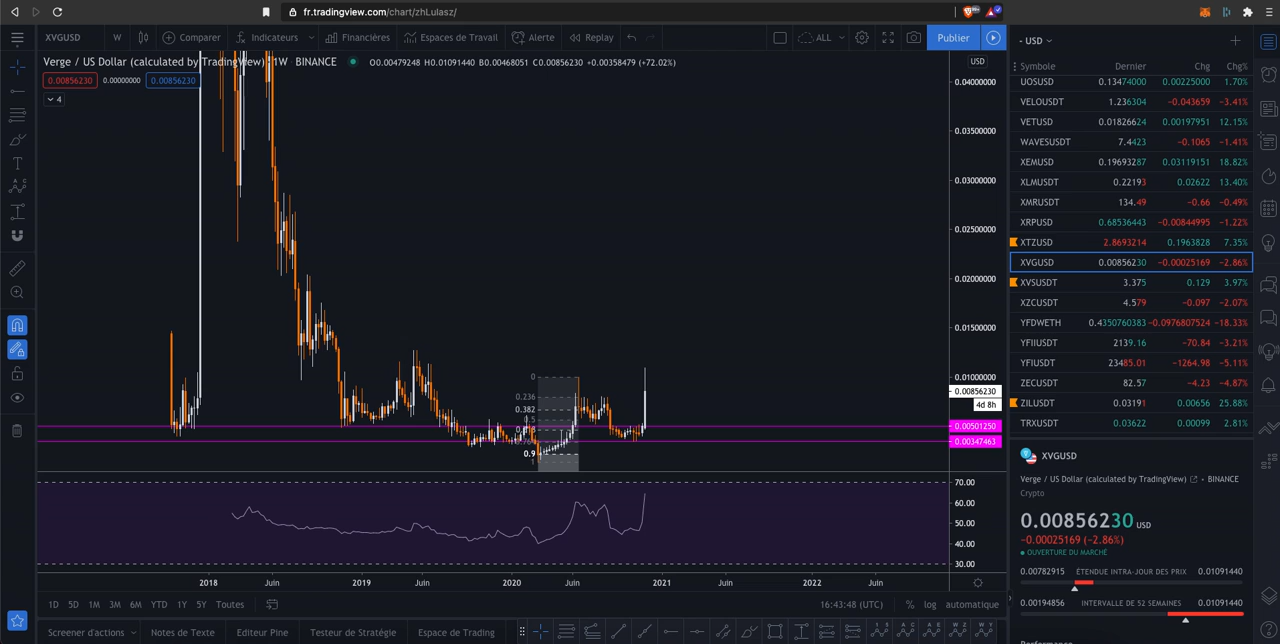 fr.tradingview.com/chart/zhLulasz/
XVGUSD W Comparer Indicateurs Financiéres Espaces de Travail Alerte Replay ALL Publier
Verge / US Dollar (calculated by TradingView) 1W BINANCE O0.00479248 H0.01091440 B0.00468051 C0.00856230 +0.00358479 (+72.02%)
0.00856230 0.00000000 0.00856230
4
USD
0.04000000
0.03500000
0.03000000
0.02500000
0.02000000
0.01500000
0.01000000
0.00856230
4d 8h
0.00501250
0.00347463
0
0.236
0.382
0.9
70.00
60.00
50.00
40.00
30.00
2018 Juin 2019 Juin 2020 Juin 2021 Juin 2022 Juin
1D 5D 1M 3M 6M YTD 1Y 5Y Toutes 16:43:48 (UTC) % log automatique
Screener d'actions Notes de Texte Editeur Pine Testeur de Stratégie Espace de Trading
- USD
Symbole Dernier Chg Chg%
UOSUSD 0.13474000 0.00225000 1.70%
VELOUSDT 1.236304 −0.043659 −3.41%
VETUSD 0.01826624 0.00197951 12.15%
WAVESUSDT 7.4423 −0.1065 −1.41%
XEMUSD 0.19693287 0.03119151 18.82%
XLMUSDT 0.22193 0.02622 13.40%
XMRUSDT 134.49 −0.66 −0.49%
XRPUSD 0.68536443 −0.00844995 −1.22%
XTZUSD 2.8693214 0.1963828 7.35%
XVGUSD 0.00856230 −0.00025169 −2.86%
XVSUSDT 3.375 0.129 3.97%
XZCUSDT 4.579 −0.097 −2.07%
YFDWETH 0.4350760383 −0.0976807524 −18.33%
YFIIUSDT 2139.16 −70.84 −3.21%
YFIUSDT 23485.01 −1264.98 −5.11%
ZECUSDT 82.57 −4.23 −4.87%
ZILUSDT 0.03191 0.00656 25.88%
TRXUSDT 0.03622 0.00099 2.81%
XVGUSD
Verge / US Dollar (calculated by TradingView) • BINANCE
Crypto
0.00856230 USD
−0.00025169 (−2.86%)
OUVERTURE DU MARCHÉ
0.00782915 ÉTENDUE INTRA-JOUR DES PRIX 0.01091440
0.00194856 INTERVALLE DE 52 SEMAINES 0.01091440